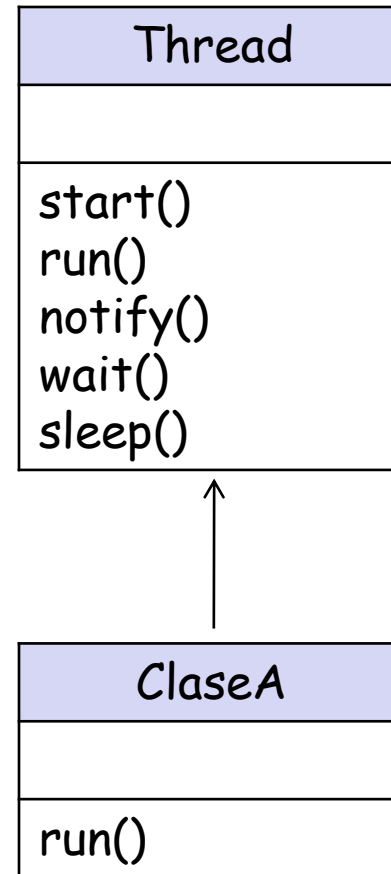 Thread
start()
run()
notify()
wait()
sleep()
ClaseA
run()